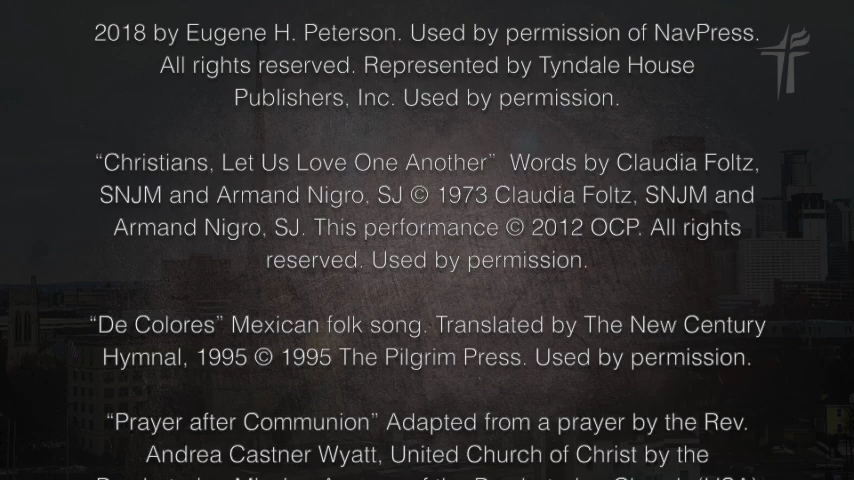 2018 by Eugene H. Peterson. Used by permission of NavPress.
All rights reserved. Represented by Tyndale House
Publishers, Inc. Used by permission.
“Christians, Let Us Love One Another”  Words by Claudia Foltz,
SNJM and Armand Nigro, SJ © 1973 Claudia Foltz, SNJM and
Armand Nigro, SJ. This performance © 2012 OCP. All rights
reserved. Used by permission.
“De Colores” Mexican folk song. Translated by The New Century
Hymnal, 1995 © 1995 The Pilgrim Press. Used by permission.
“Prayer after Communion” Adapted from a prayer by the Rev.
Andrea Castner Wyatt, United Church of Christ by the